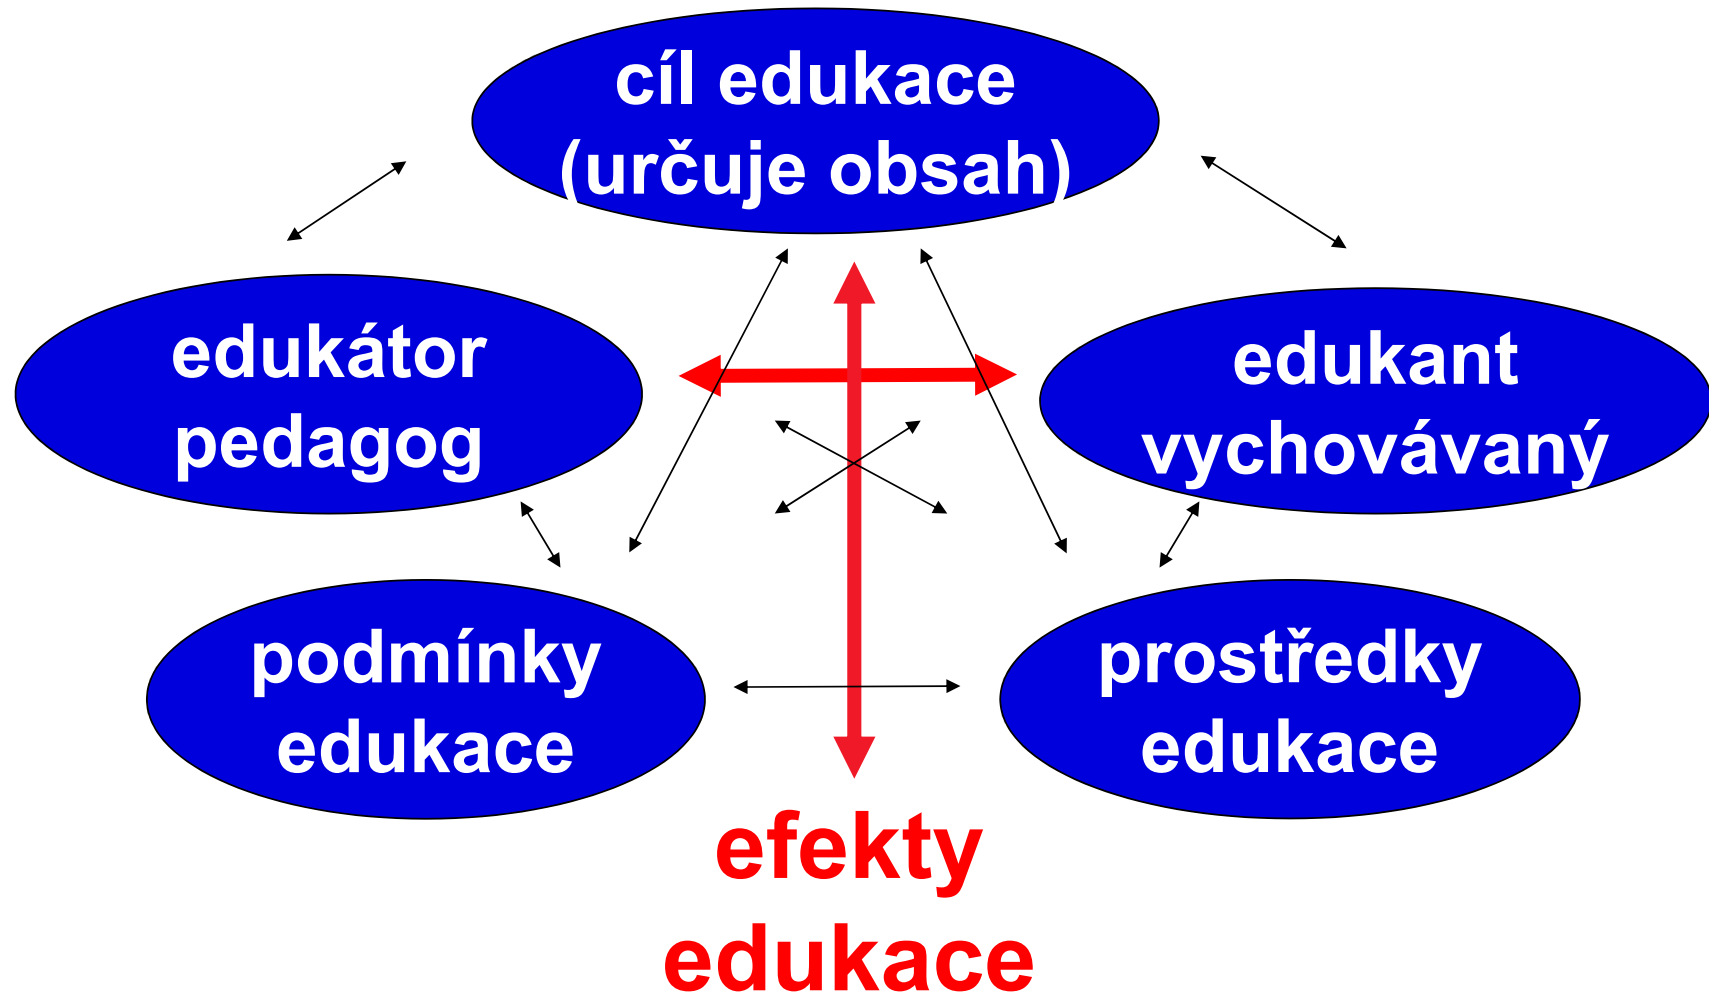 cíl edukace
(určuje obsah)
edukátor
pedagog
edukant
vychovávaný
podmínky
edukace
prostředky
edukace
efekty
edukace